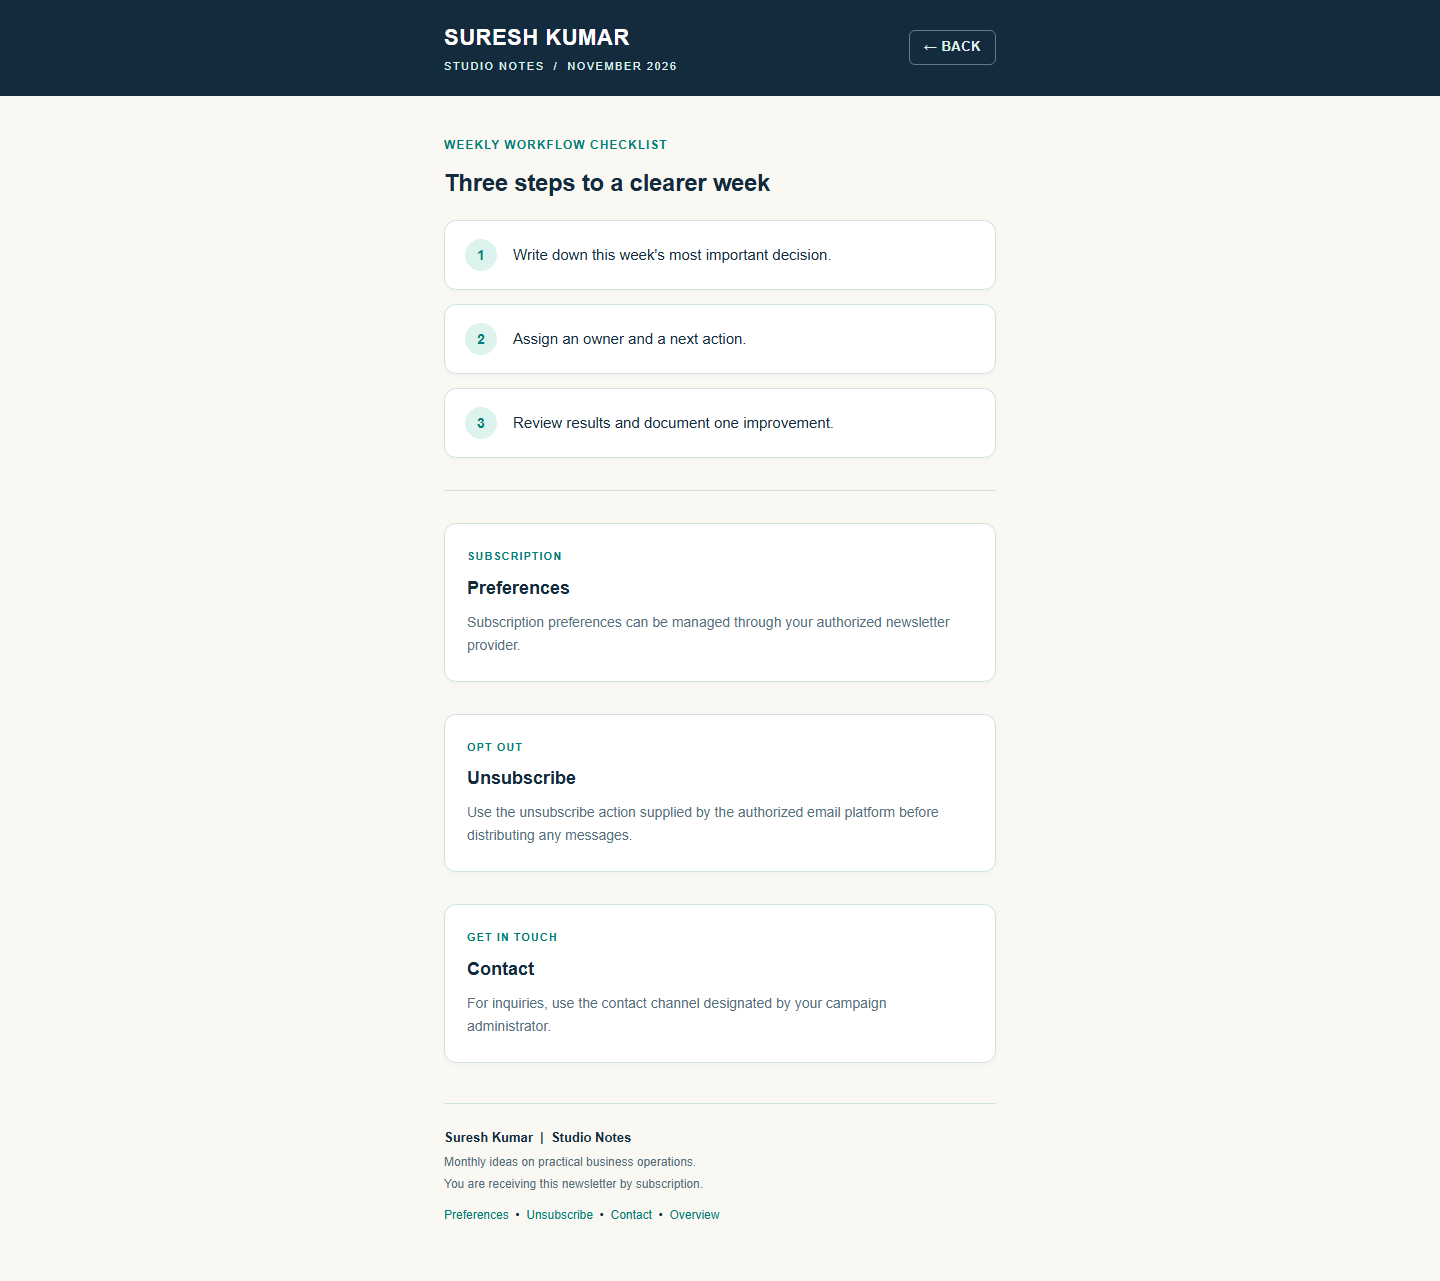 SURESH KUMAR
STUDIO NOTES / NOVEMBER 2026
← BACK
WEEKLY WORKFLOW CHECKLIST
Three steps to a clearer week
1 Write down this week's most important decision.
2 Assign an owner and a next action.
3 Review results and document one improvement.
SUBSCRIPTION
Preferences
Subscription preferences can be managed through your authorized newsletter
provider.
OPT OUT
Unsubscribe
Use the unsubscribe action supplied by the authorized email platform before
distributing any messages.
GET IN TOUCH
Contact
For inquiries, use the contact channel designated by your campaign
administrator.
Suresh Kumar | Studio Notes
Monthly ideas on practical business operations.
You are receiving this newsletter by subscription.
Preferences • Unsubscribe • Contact • Overview